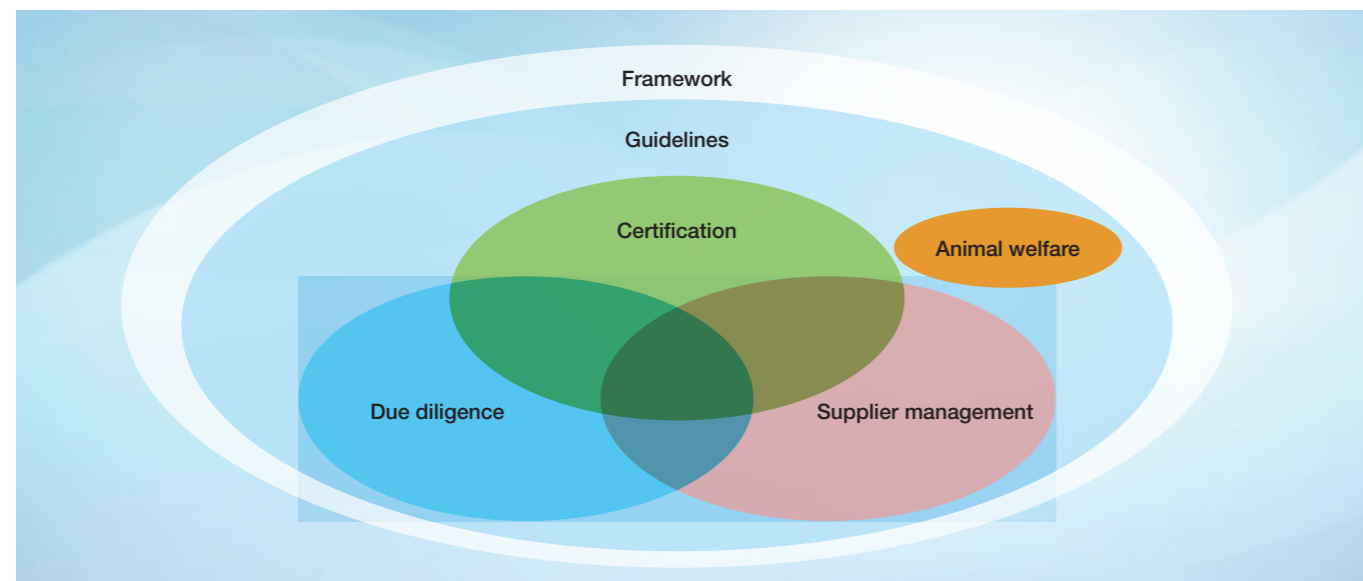 Framework
Guidelines
Certification
Animal welfare
Due diligence
Supplier management